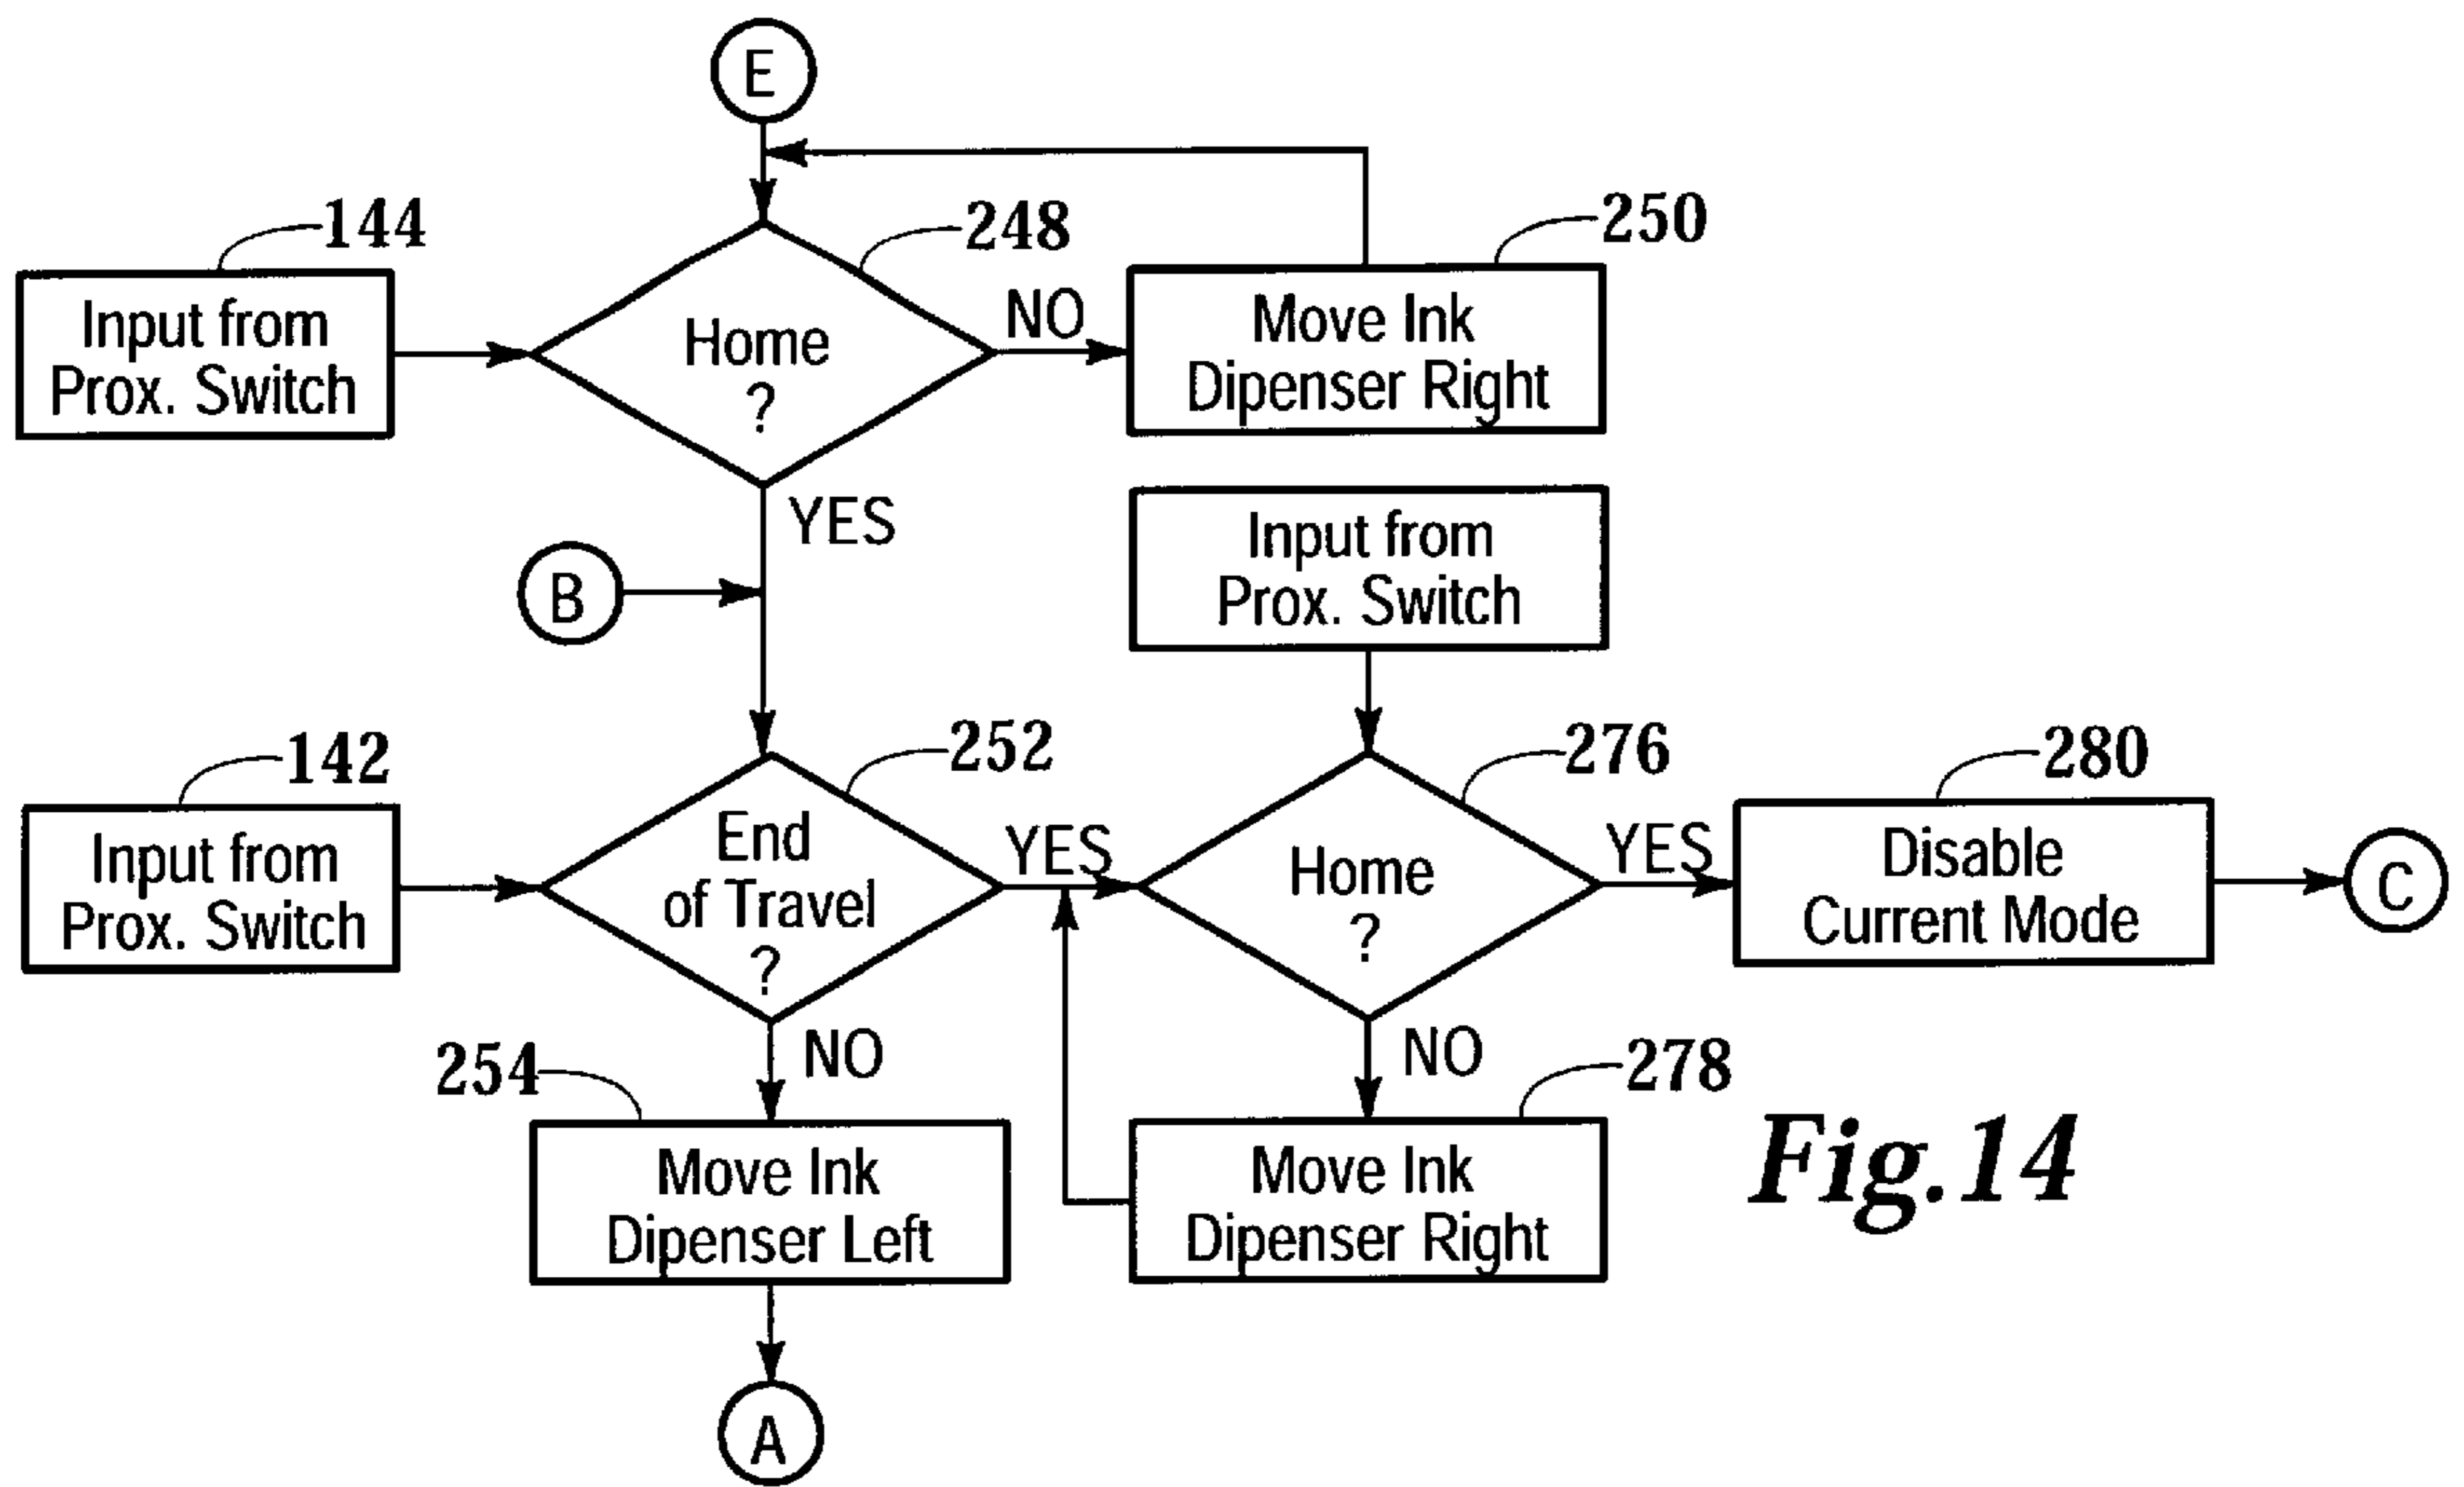 E
144
248
250
Input from
Prox. Switch
Home
?
NO
Move Ink
Dipenser Right
YES
B
Input from
Prox. Switch
142
252
276
280
Input from
Prox. Switch
End
of Travel
?
YES
Home
?
YES
Disable
Current Mode
C
254
NO
NO
278
Move Ink
Dipenser Left
Move Ink
Dipenser Right
Fig.14
A